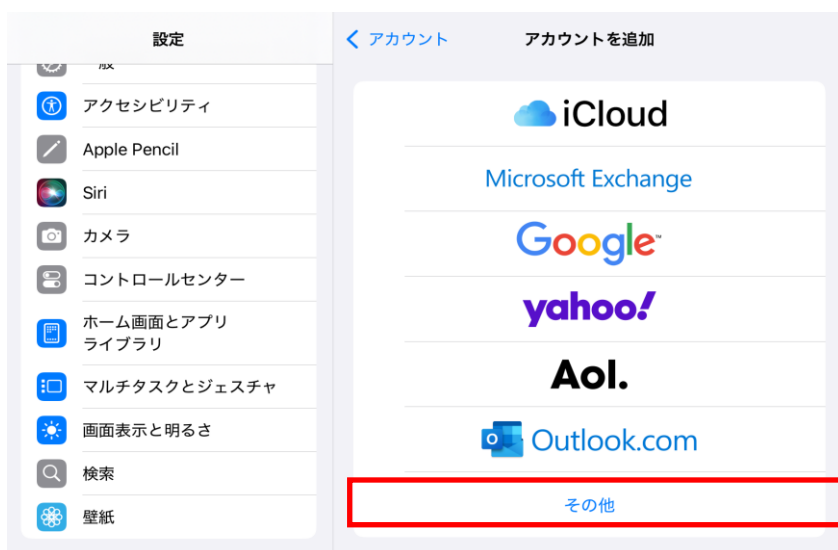 設定
アクセシビリティ
Apple Pencil
Siri
カメラ
コントロールセンター
ホーム画面とアプリ
ライブラリ
マルチタスクとジェスチャ
画面表示と明るさ
検索
壁紙
アカウント
アカウントを追加
iCloud
Microsoft Exchange
Google
yahoo!
Aol.
Outlook.com
その他